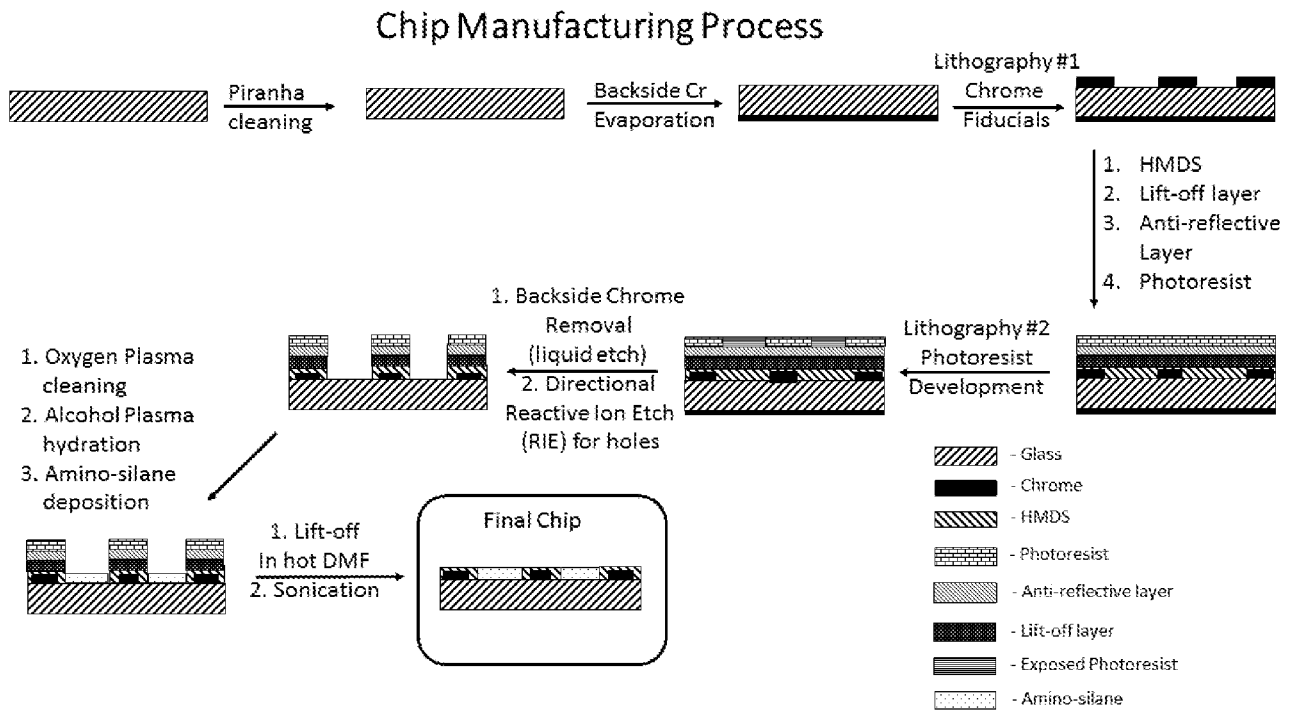 Chip Manufacturing Process
Piranha
cleaning
Backside Cr
Evaporation
Lithography #1
Chrome
Fiducials
1. HMDS
2. Lift-off layer
3. Anti-reflective
Layer
4. Photoresist
Lithography #2
Photoresist
Development
1. Backside Chrome
Removal
(liquid etch)
2. Directional
Reactive Ion Etch
(RIE) for holes
1. Oxygen Plasma
cleaning
2. Alcohol Plasma
hydration
3. Amino-silane
deposition
1. Lift-off
In hot DMF
2. Sonication
Final Chip
- Glass
- Chrome
- HMDS
- Photoresist
- Anti-reflective layer
- Lift-off layer
- Exposed Photoresist
- Amino-silane